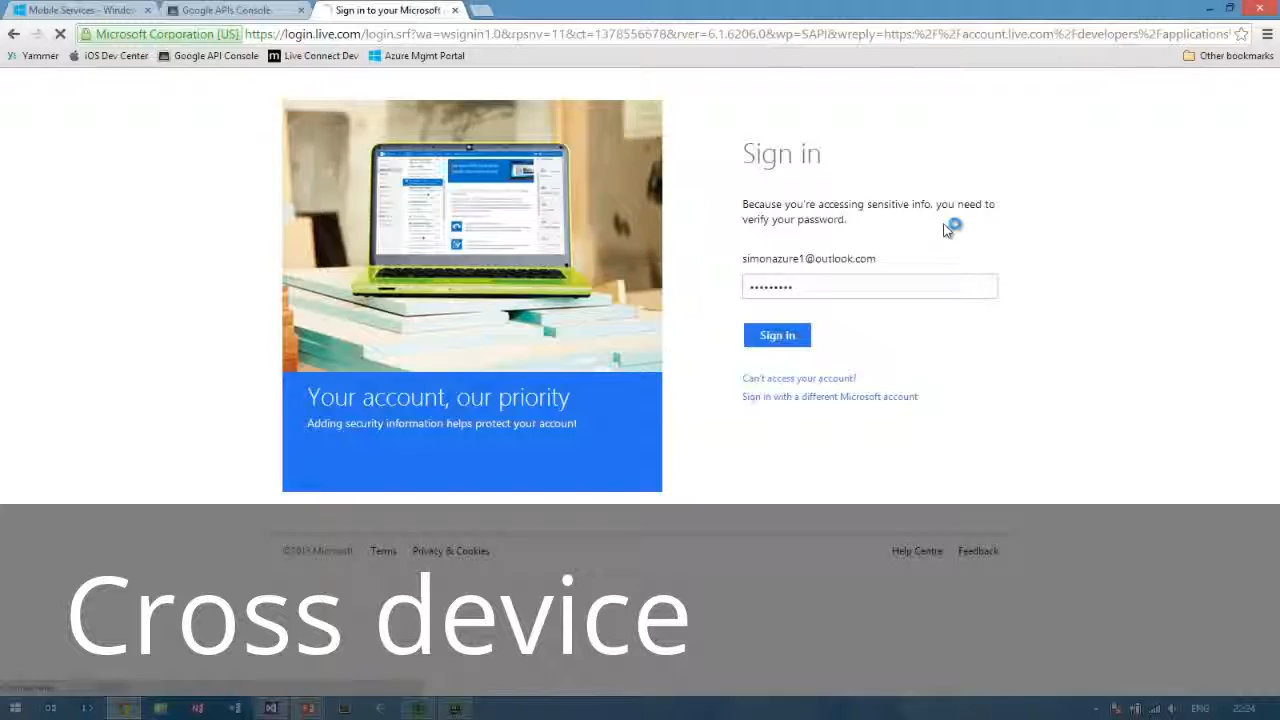 Mobile Services - Window
Google APIs Console
Sign in to your Microsoft
Microsoft Corporation [US]
https://login.live.com/login.srf?wa=wsignin1.0&rpsnv=11&ct=1378556578&rver=6.1.6206.0&wp=SAPI&wreply=https:%2F%2Faccount.live.com%2Fdevelopers%2Fapplications
Yammer
iOS Dev Center
Google API Console
Live Connect Dev
Azure Mgmt Portal
Other bookmarks
Sign in
Because you're accessing sensitive info, you need to
verify your password.
simonazure1@outlook.com
Sign in
Can't access your account?
Sign in with a different Microsoft account
Your account, our priority
Adding security information helps protect your account
©2013 Microsoft
Terms
Privacy & Cookies
Help Centre
Feedback
Cross device
ENG